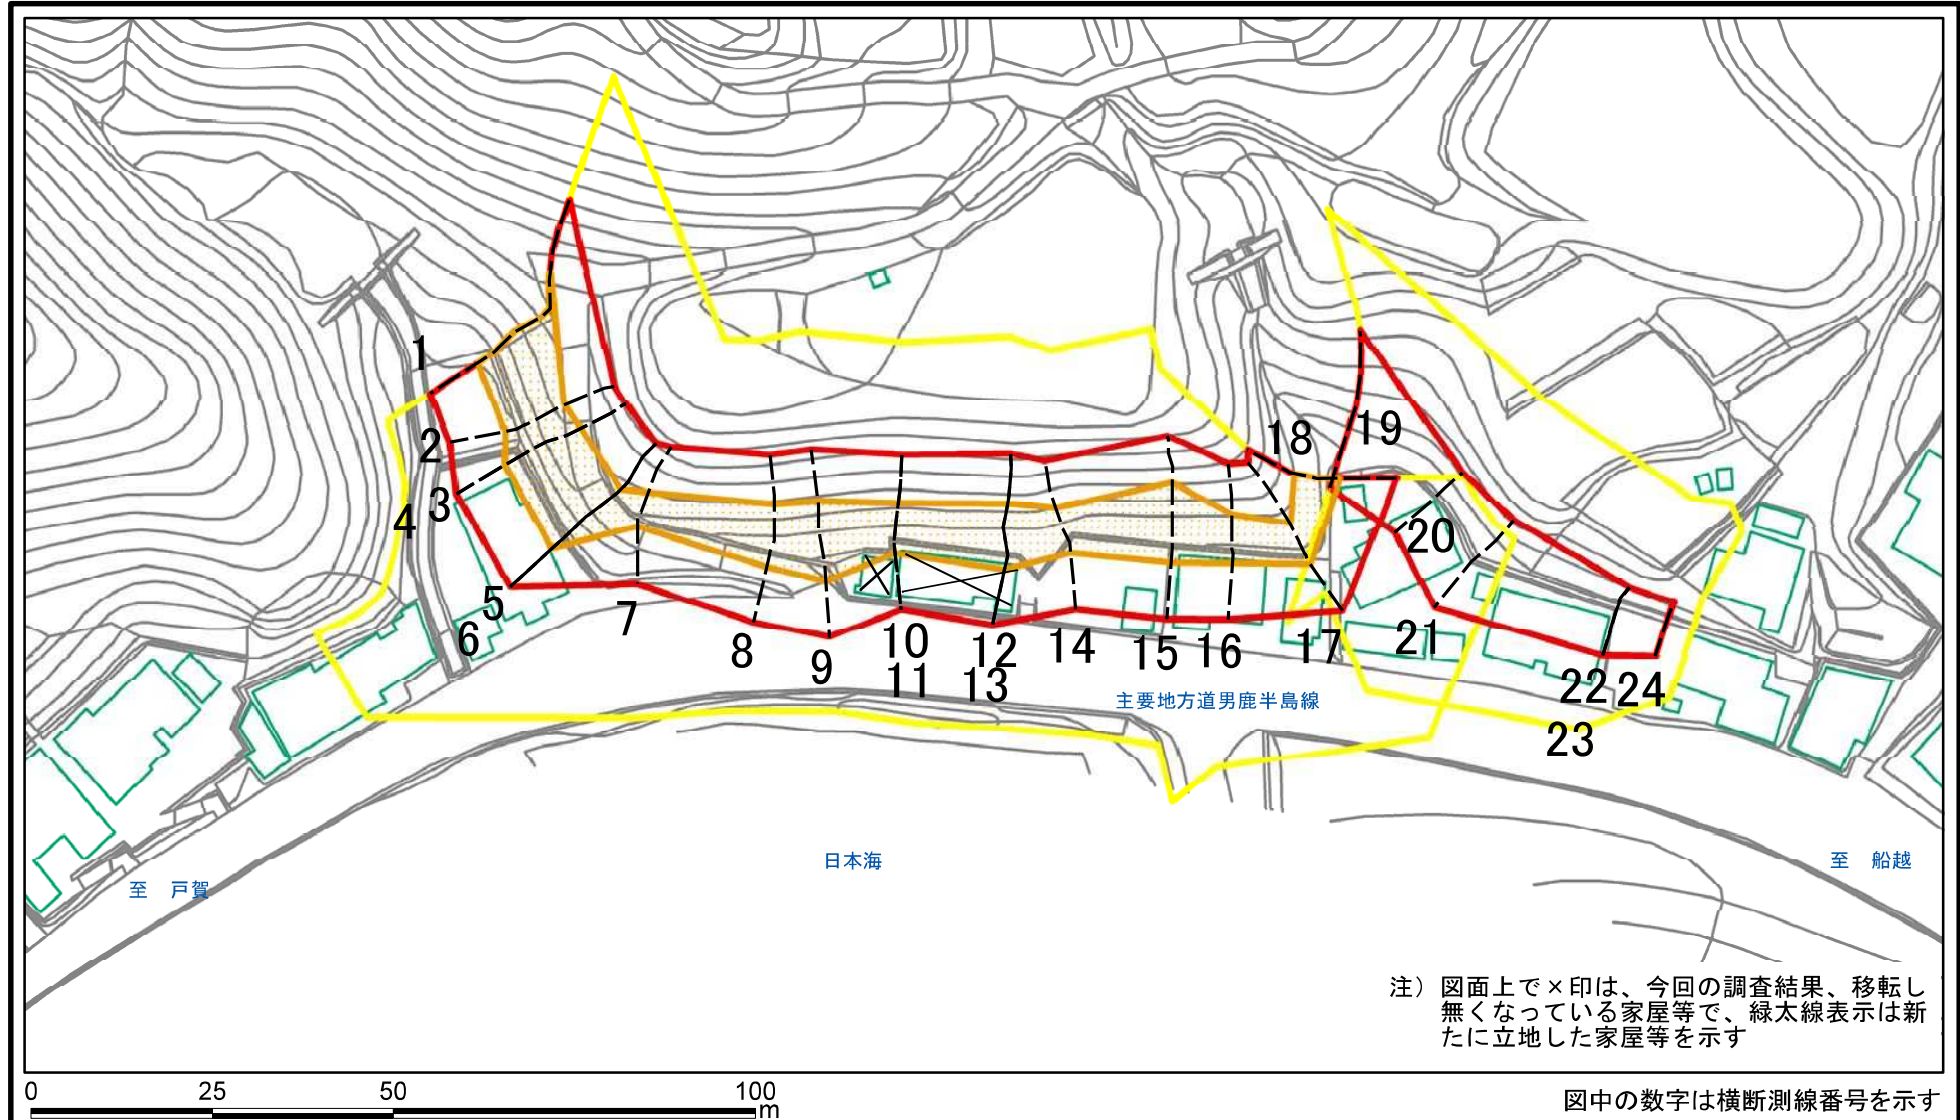 1
2
3
4
5
6
7
8
9
10
11
12
13
14
15
16
17
18
19
20
21
22
23
24
主要地方道男鹿半島線
日本海
至　戸賀
至　船越
注）図面上で×印は、今回の調査結果、移転し
無くなっている家屋等で、緑太線表示は新
たに立地した家屋等を示す
0 25 50 100
m
図中の数字は横断測線番号を示す